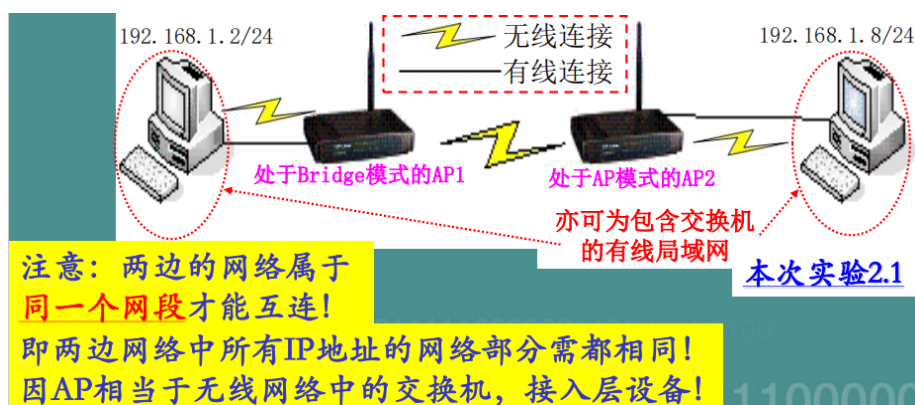 192.168.1.2/24
无线连接
有线连接
192.168.1.8/24
处于Bridge模式的AP1
处于AP模式的AP2
亦可为包含交换机
的有线局域网
本次实验2.1
注意：两边的网络属于
同一个网段才能互连！
即两边网络中所有IP地址的网络部分需都相同！
因AP相当于无线网络中的交换机，接入层设备！
11000000